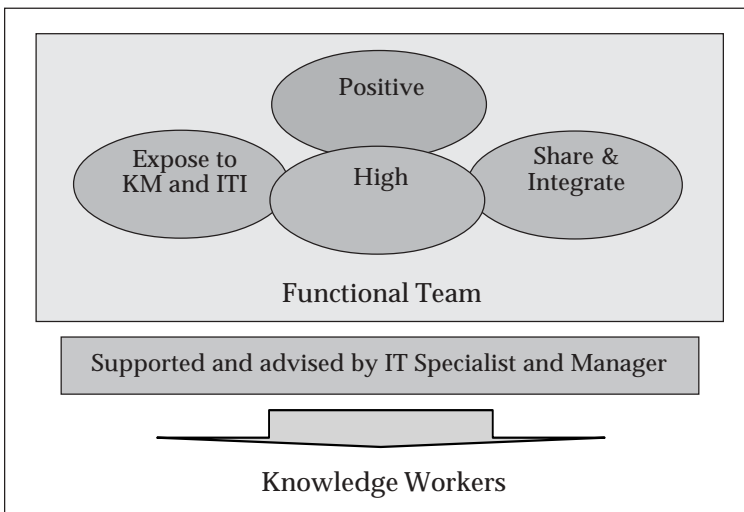 Positive
Expose to
KM and ITI
High
Share &
Integrate
Functional Team
Supported and advised by IT Specialist and Manager
Knowledge Workers